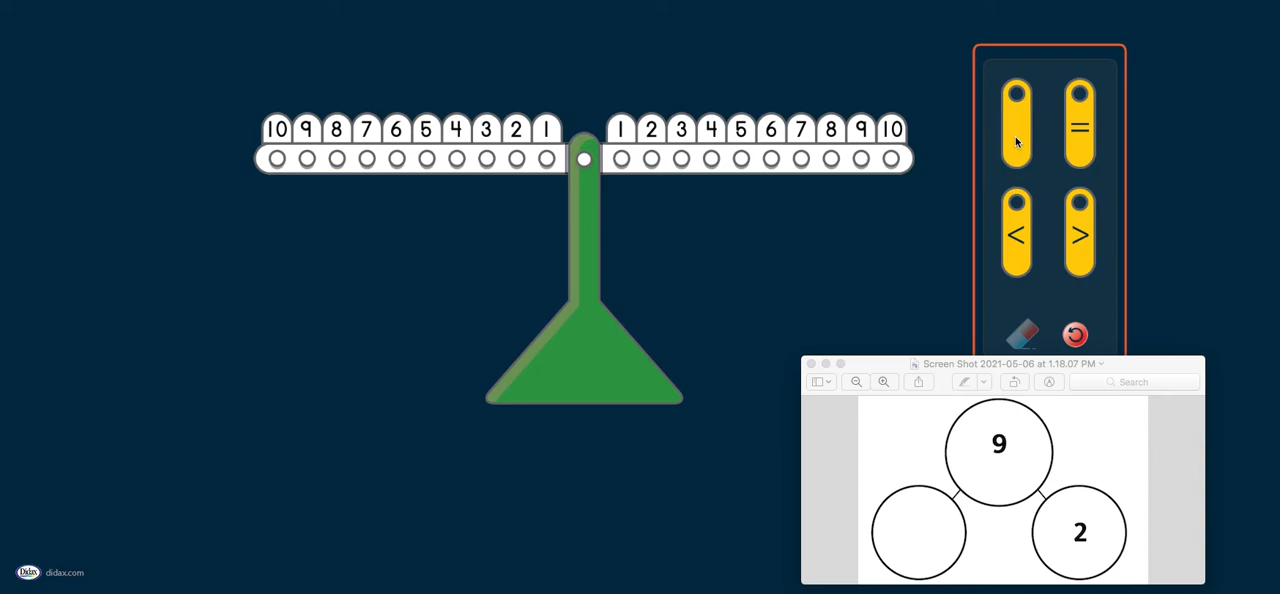 10 9 8 7 6 5 4 3 2 1 1 2 3 4 5 6 7 8 9 10
=
< >
Screen Shot 2021-05-06 at 1.18.07 PM
Search
9
2
Didax didax.com